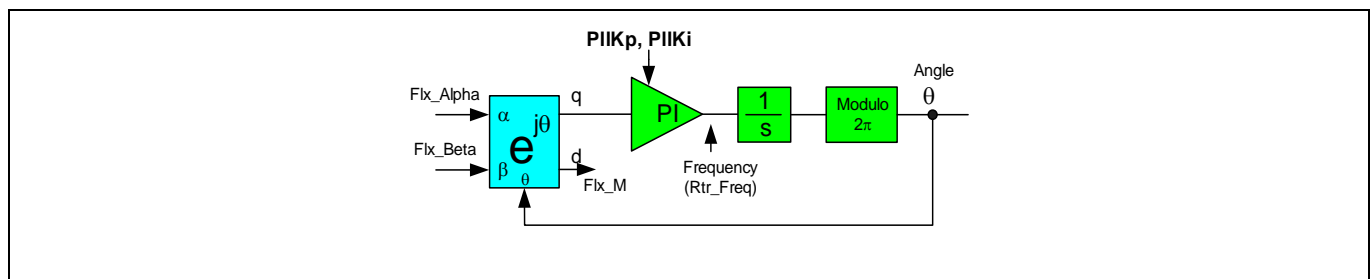 PllKp, PllKi
Angle
θ
Flx_Alpha
α
q
PI
1
s
Modulo
2π
e
jθ
Flx_Beta
β
θ
d
Flx_M
Frequency
(Rtr_Freq)